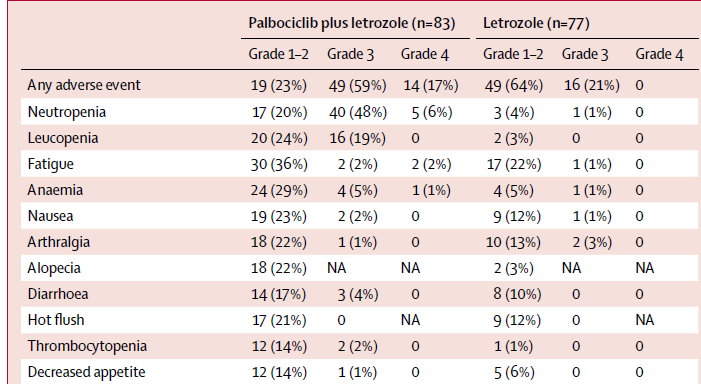 Palbociclib plus letrozole (n=83) Letrozole (n=77)
Grade 1–2 Grade 3 Grade 4 Grade 1–2 Grade 3 Grade 4
Any adverse event 19 (23%) 49 (59%) 14 (17%) 49 (64%) 16 (21%) 0
Neutropenia 17 (20%) 40 (48%) 5 (6%) 3 (4%) 1 (1%) 0
Leucopenia 20 (24%) 16 (19%) 0 2 (3%) 0 0
Fatigue 30 (36%) 2 (2%) 2 (2%) 17 (22%) 1 (1%) 0
Anaemia 24 (29%) 4 (5%) 1 (1%) 4 (5%) 1 (1%) 0
Nausea 19 (23%) 2 (2%) 0 9 (12%) 1 (1%) 0
Arthralgia 18 (22%) 1 (1%) 0 10 (13%) 2 (3%) 0
Alopecia 18 (22%) NA NA 2 (3%) NA NA
Diarrhoea 14 (17%) 3 (4%) 0 8 (10%) 0 0
Hot flush 17 (21%) 0 NA 9 (12%) 0 NA
Thrombocytopenia 12 (14%) 2 (2%) 0 1 (1%) 0 0
Decreased appetite 12 (14%) 1 (1%) 0 5 (6%) 0 0